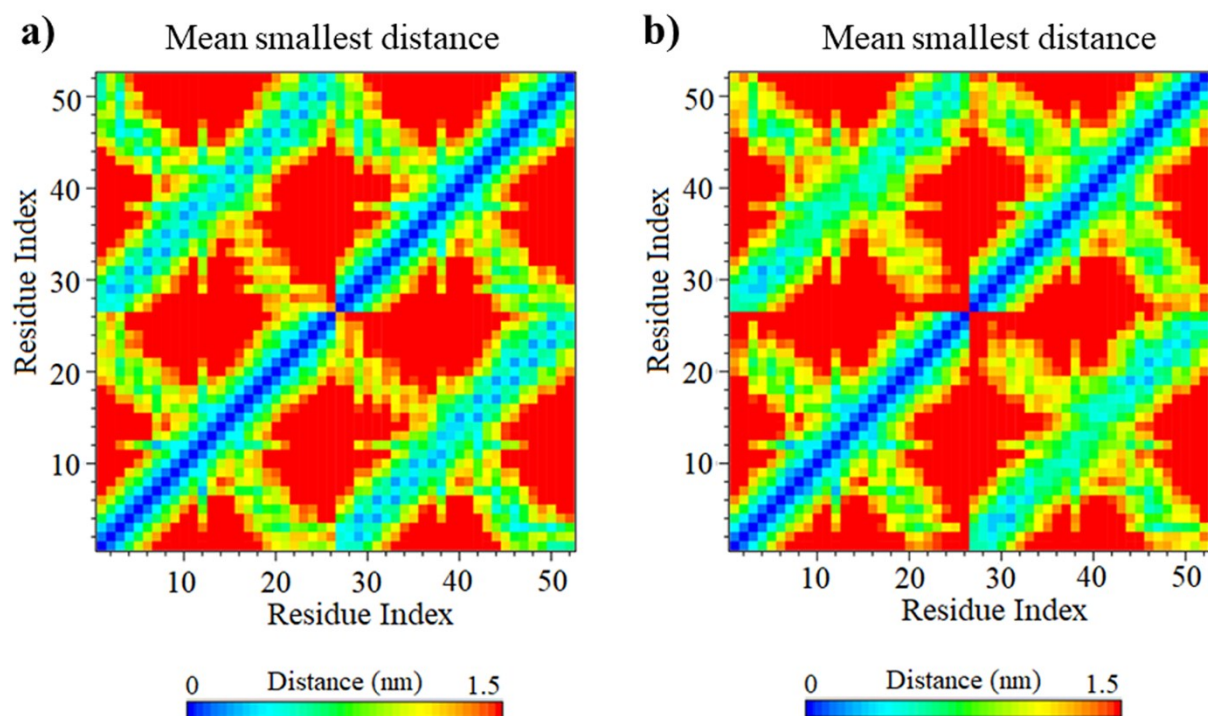 a) Mean smallest distance
50
40
30
20
10
Residue Index
10 20 30 40 50
Residue Index
0 Distance (nm) 1.5
b) Mean smallest distance
50
40
30
20
10
Residue Index
10 20 30 40 50
Residue Index
0 Distance (nm) 1.5